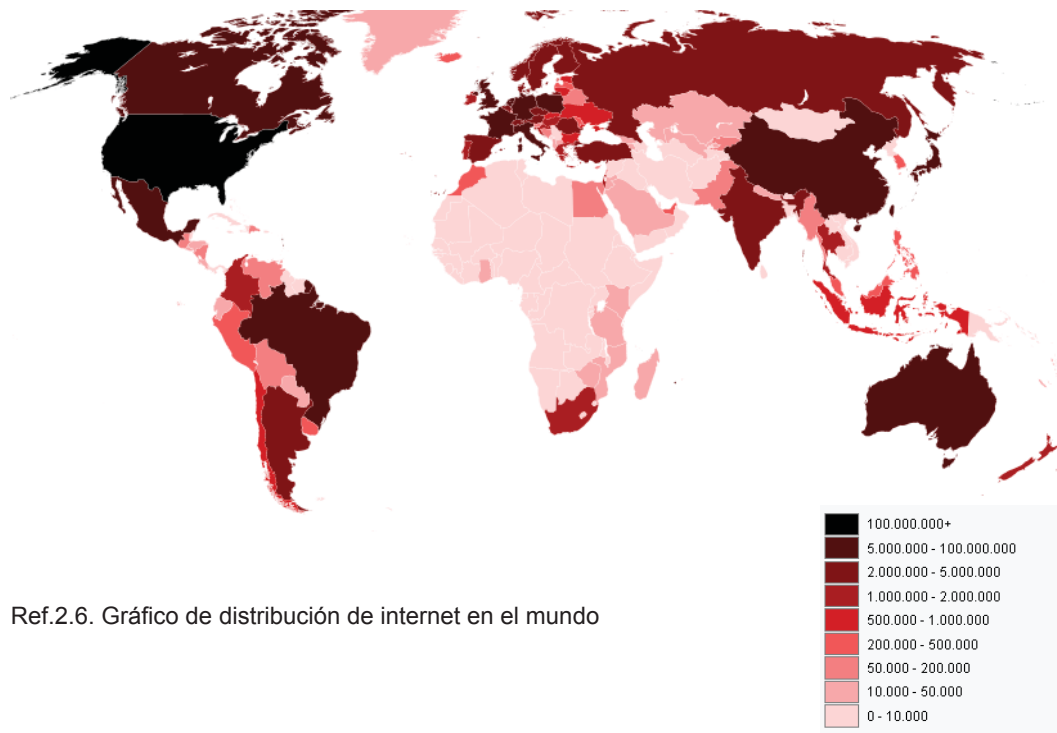 100.000.000+
5.000.000 - 100.000.000
2.000.000 - 5.000.000
1.000.000 - 2.000.000
500.000 - 1.000.000
200.000 - 500.000
50.000 - 200.000
10.000 - 50.000
0 - 10.000
Ref.2.6. Gráfico de distribución de internet en el mundo